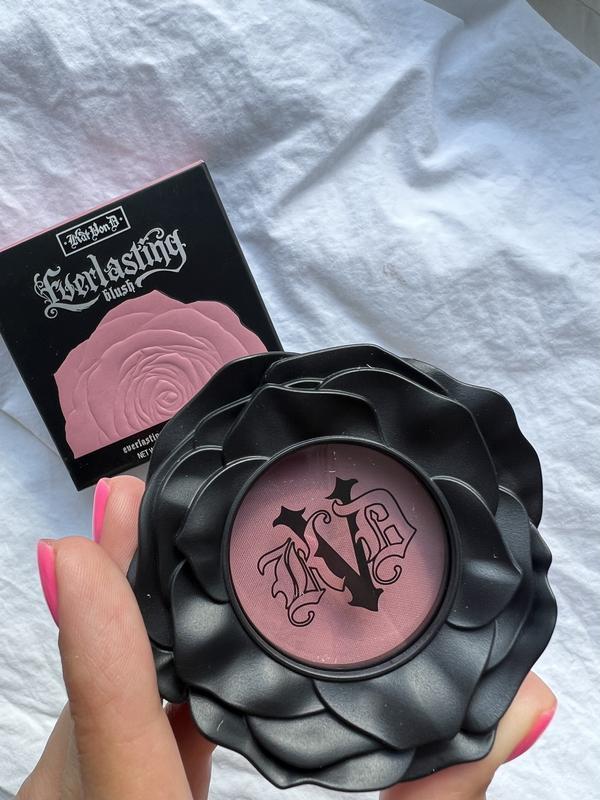 Kat Von D
Everlasting
blush
KVD